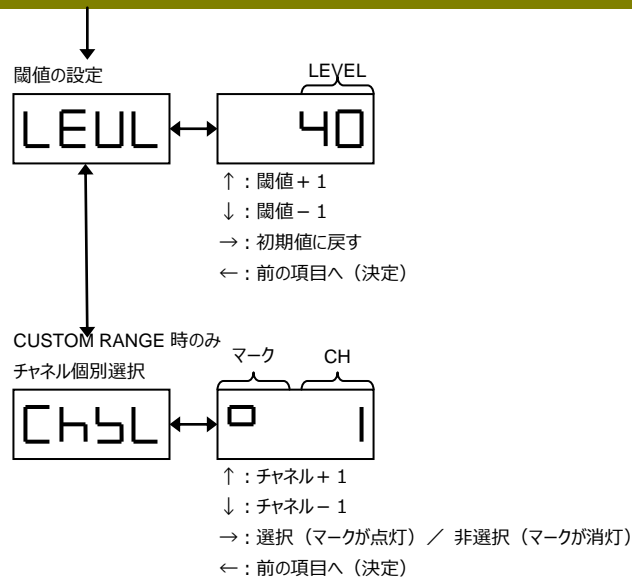 閾値の設定
LEVEL
LEUL
40
↑：閾値＋1
↓：閾値－1
→：初期値に戻す
←：前の項目へ（決定）
CUSTOM RANGE 時のみ
チャネル個別選択
マーク
CH
ChSL
1
↑：チャネル＋1
↓：チャネル－1
→：選択（マークが点灯）／ 非選択（マークが消灯）
←：前の項目へ（決定）